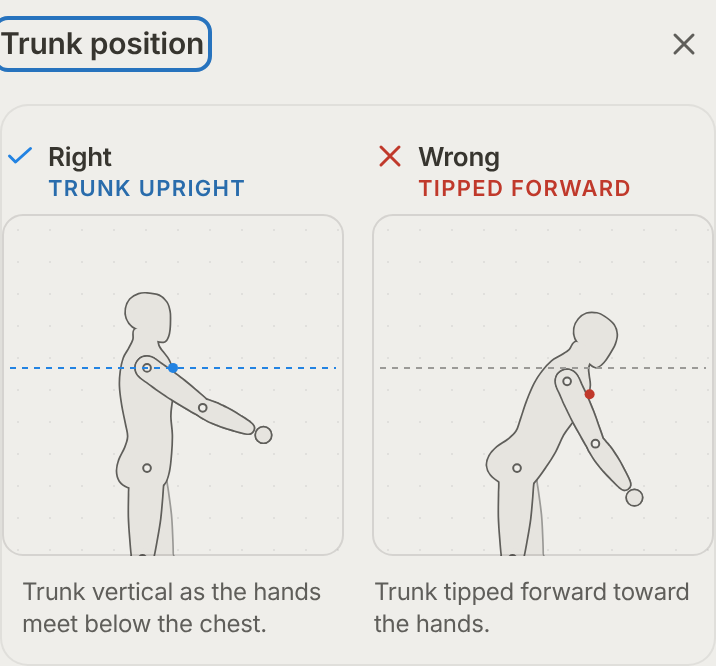 Trunk position
Right
TRUNK UPRIGHT
Wrong
TIPPED FORWARD
Trunk vertical as the hands
meet below the chest.
Trunk tipped forward toward
the hands.